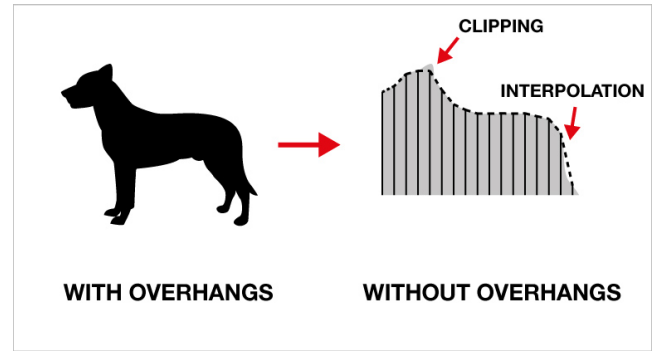 CLIPPING
INTERPOLATION
WITH OVERHANGS
WITHOUT OVERHANGS